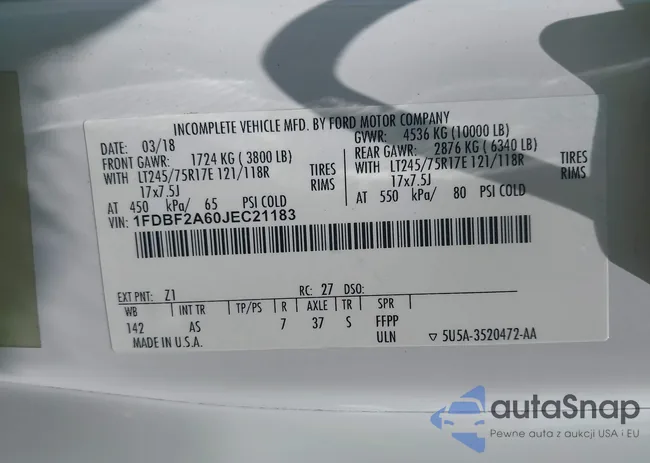 INCOMPLETE VEHICLE MFD. BY FORD MOTOR COMPANY
DATE: 03/18 GVWR: 4536 KG (10000 LB)
FRONT GAWR: 1724 KG ( 3800 LB) REAR GAWR: 2876 KG ( 6340 LB)
WITH LT245/75R17E 121/118R TIRES WITH LT245/75R17E 121/118R TIRES
17x7.5J RIMS 17x7.5J RIMS
AT 450 kPa/ 65 PSI COLD AT 550 kPa/ 80 PSI COLD
VIN: 1FDBF2A60JEC21183
EXT PNT: Z1 RC: 27 DSO:
WB INT TR TP/PS R AXLE TR SPR
142 AS 7 37 S FFPP
MADE IN U.S.A. ULN ▽ 5U5A-3520472-AA
autaSnap
Pewne auta z aukcji USA i EU